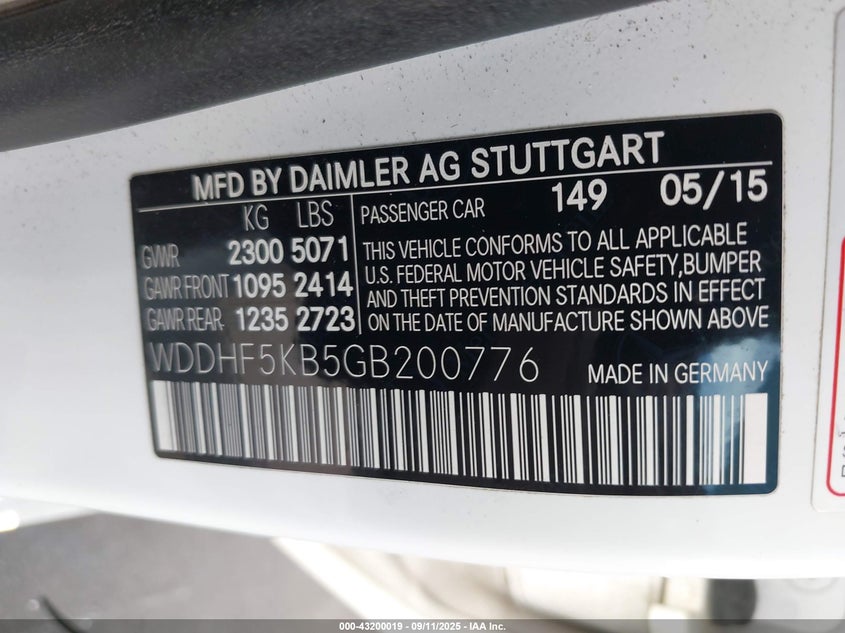 MFD BY DAIMLER AG STUTTGART
KG LBS
GVWR 2300 5071
GAWR FRONT 1095 2414
GAWR REAR 1235 2723
PASSENGER CAR 149 05/15
THIS VEHICLE CONFORMS TO ALL APPLICABLE
U.S. FEDERAL MOTOR VEHICLE SAFETY,BUMPER
AND THEFT PREVENTION STANDARDS IN EFFECT
ON THE DATE OF MANUFACTURE SHOWN ABOVE
WDDHF5KB5GB200776 MADE IN GERMANY
000-43200019 - 09/11/2025 - IAA Inc.